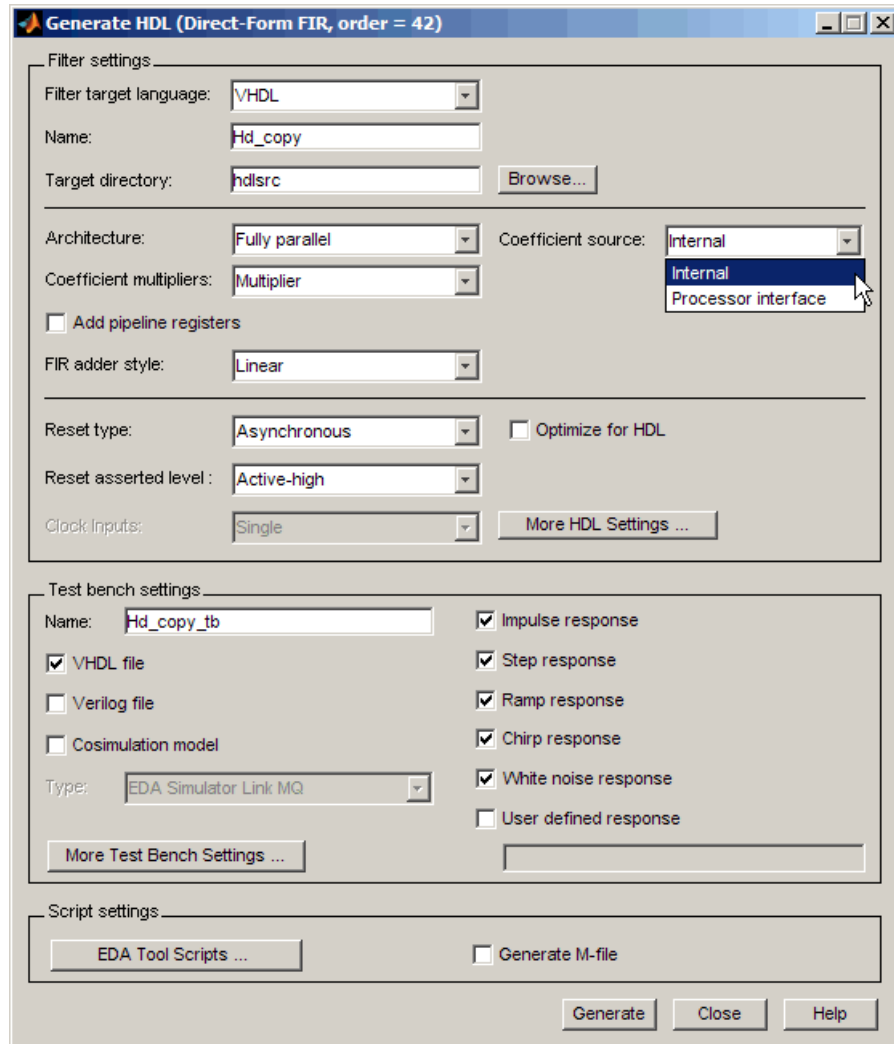 Generate HDL (Direct-Form FIR, order = 42)
Filter settings
Filter target language: VHDL
Name: Hd_copy
Target directory: hdlsrc Browse...
Architecture: Fully parallel Coefficient source: Internal
Coefficient multipliers: Multiplier Internal
Processor interface
Add pipeline registers
FIR adder style: Linear
Reset type: Asynchronous Optimize for HDL
Reset asserted level : Active-high
Clock Inputs: Single More HDL Settings ...
Test bench settings
Name: Hd_copy_tb Impulse response
VHDL file Step response
Verilog file Ramp response
Cosimulation model Chirp response
Type: EDA Simulator Link MQ White noise response
User defined response
More Test Bench Settings ...
Script settings
EDA Tool Scripts ... Generate M-file
Generate Close Help